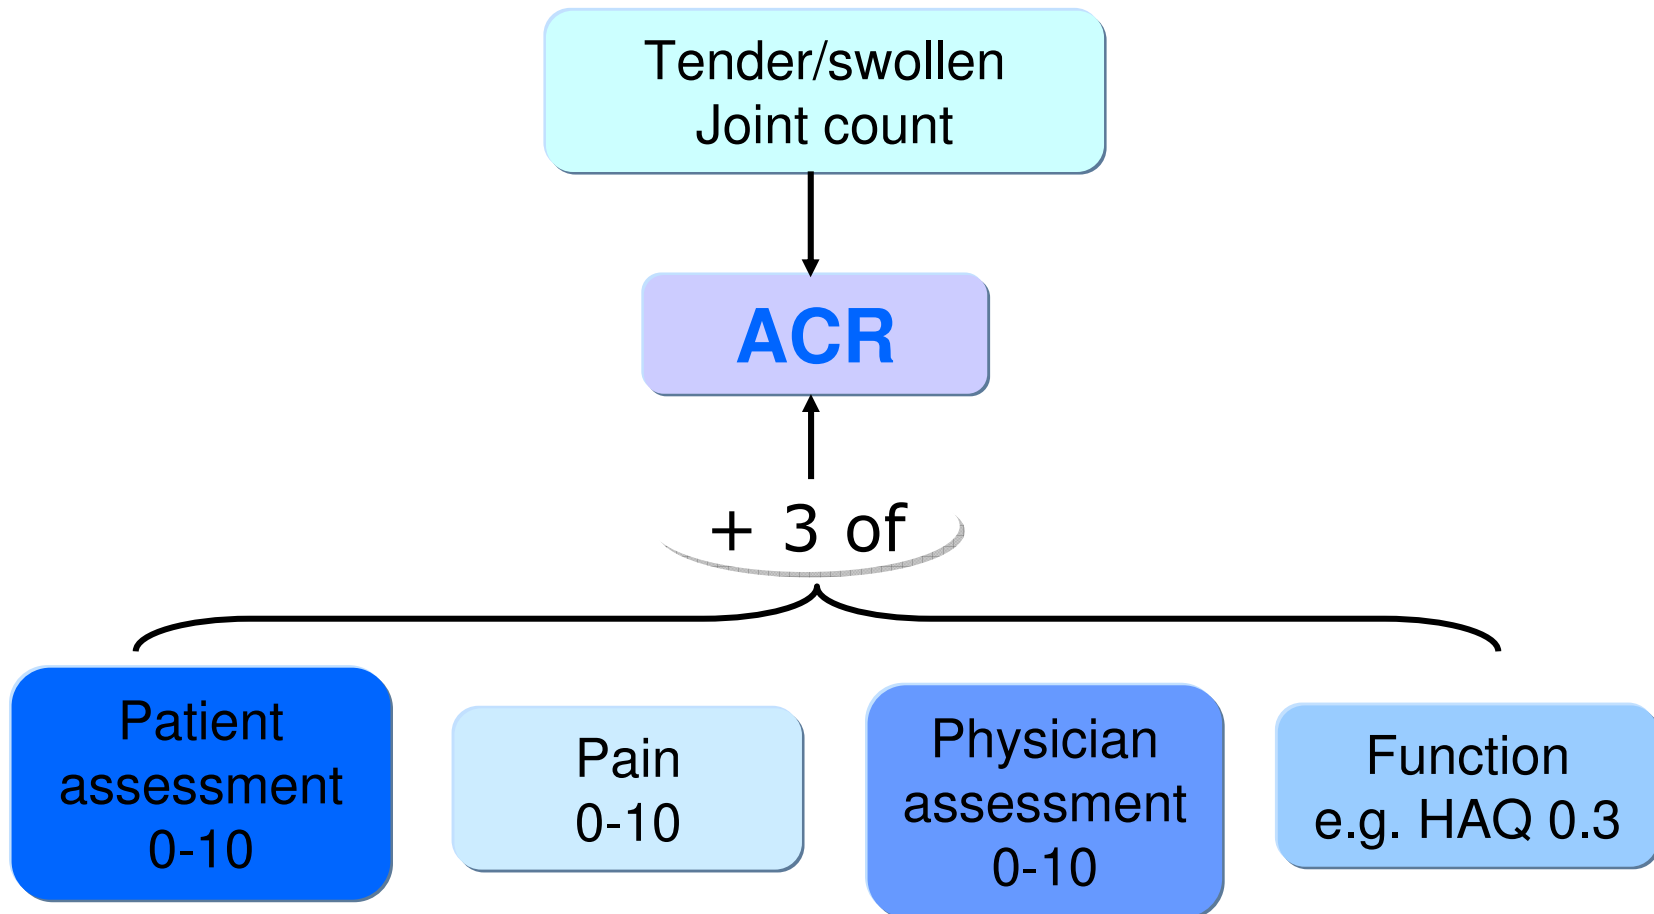 Tender/swollen
Joint count
ACR
+ 3 of
Patient
assessment
0-10
Pain
0-10
Physician
assessment
0-10
Function
e.g. HAQ 0.3